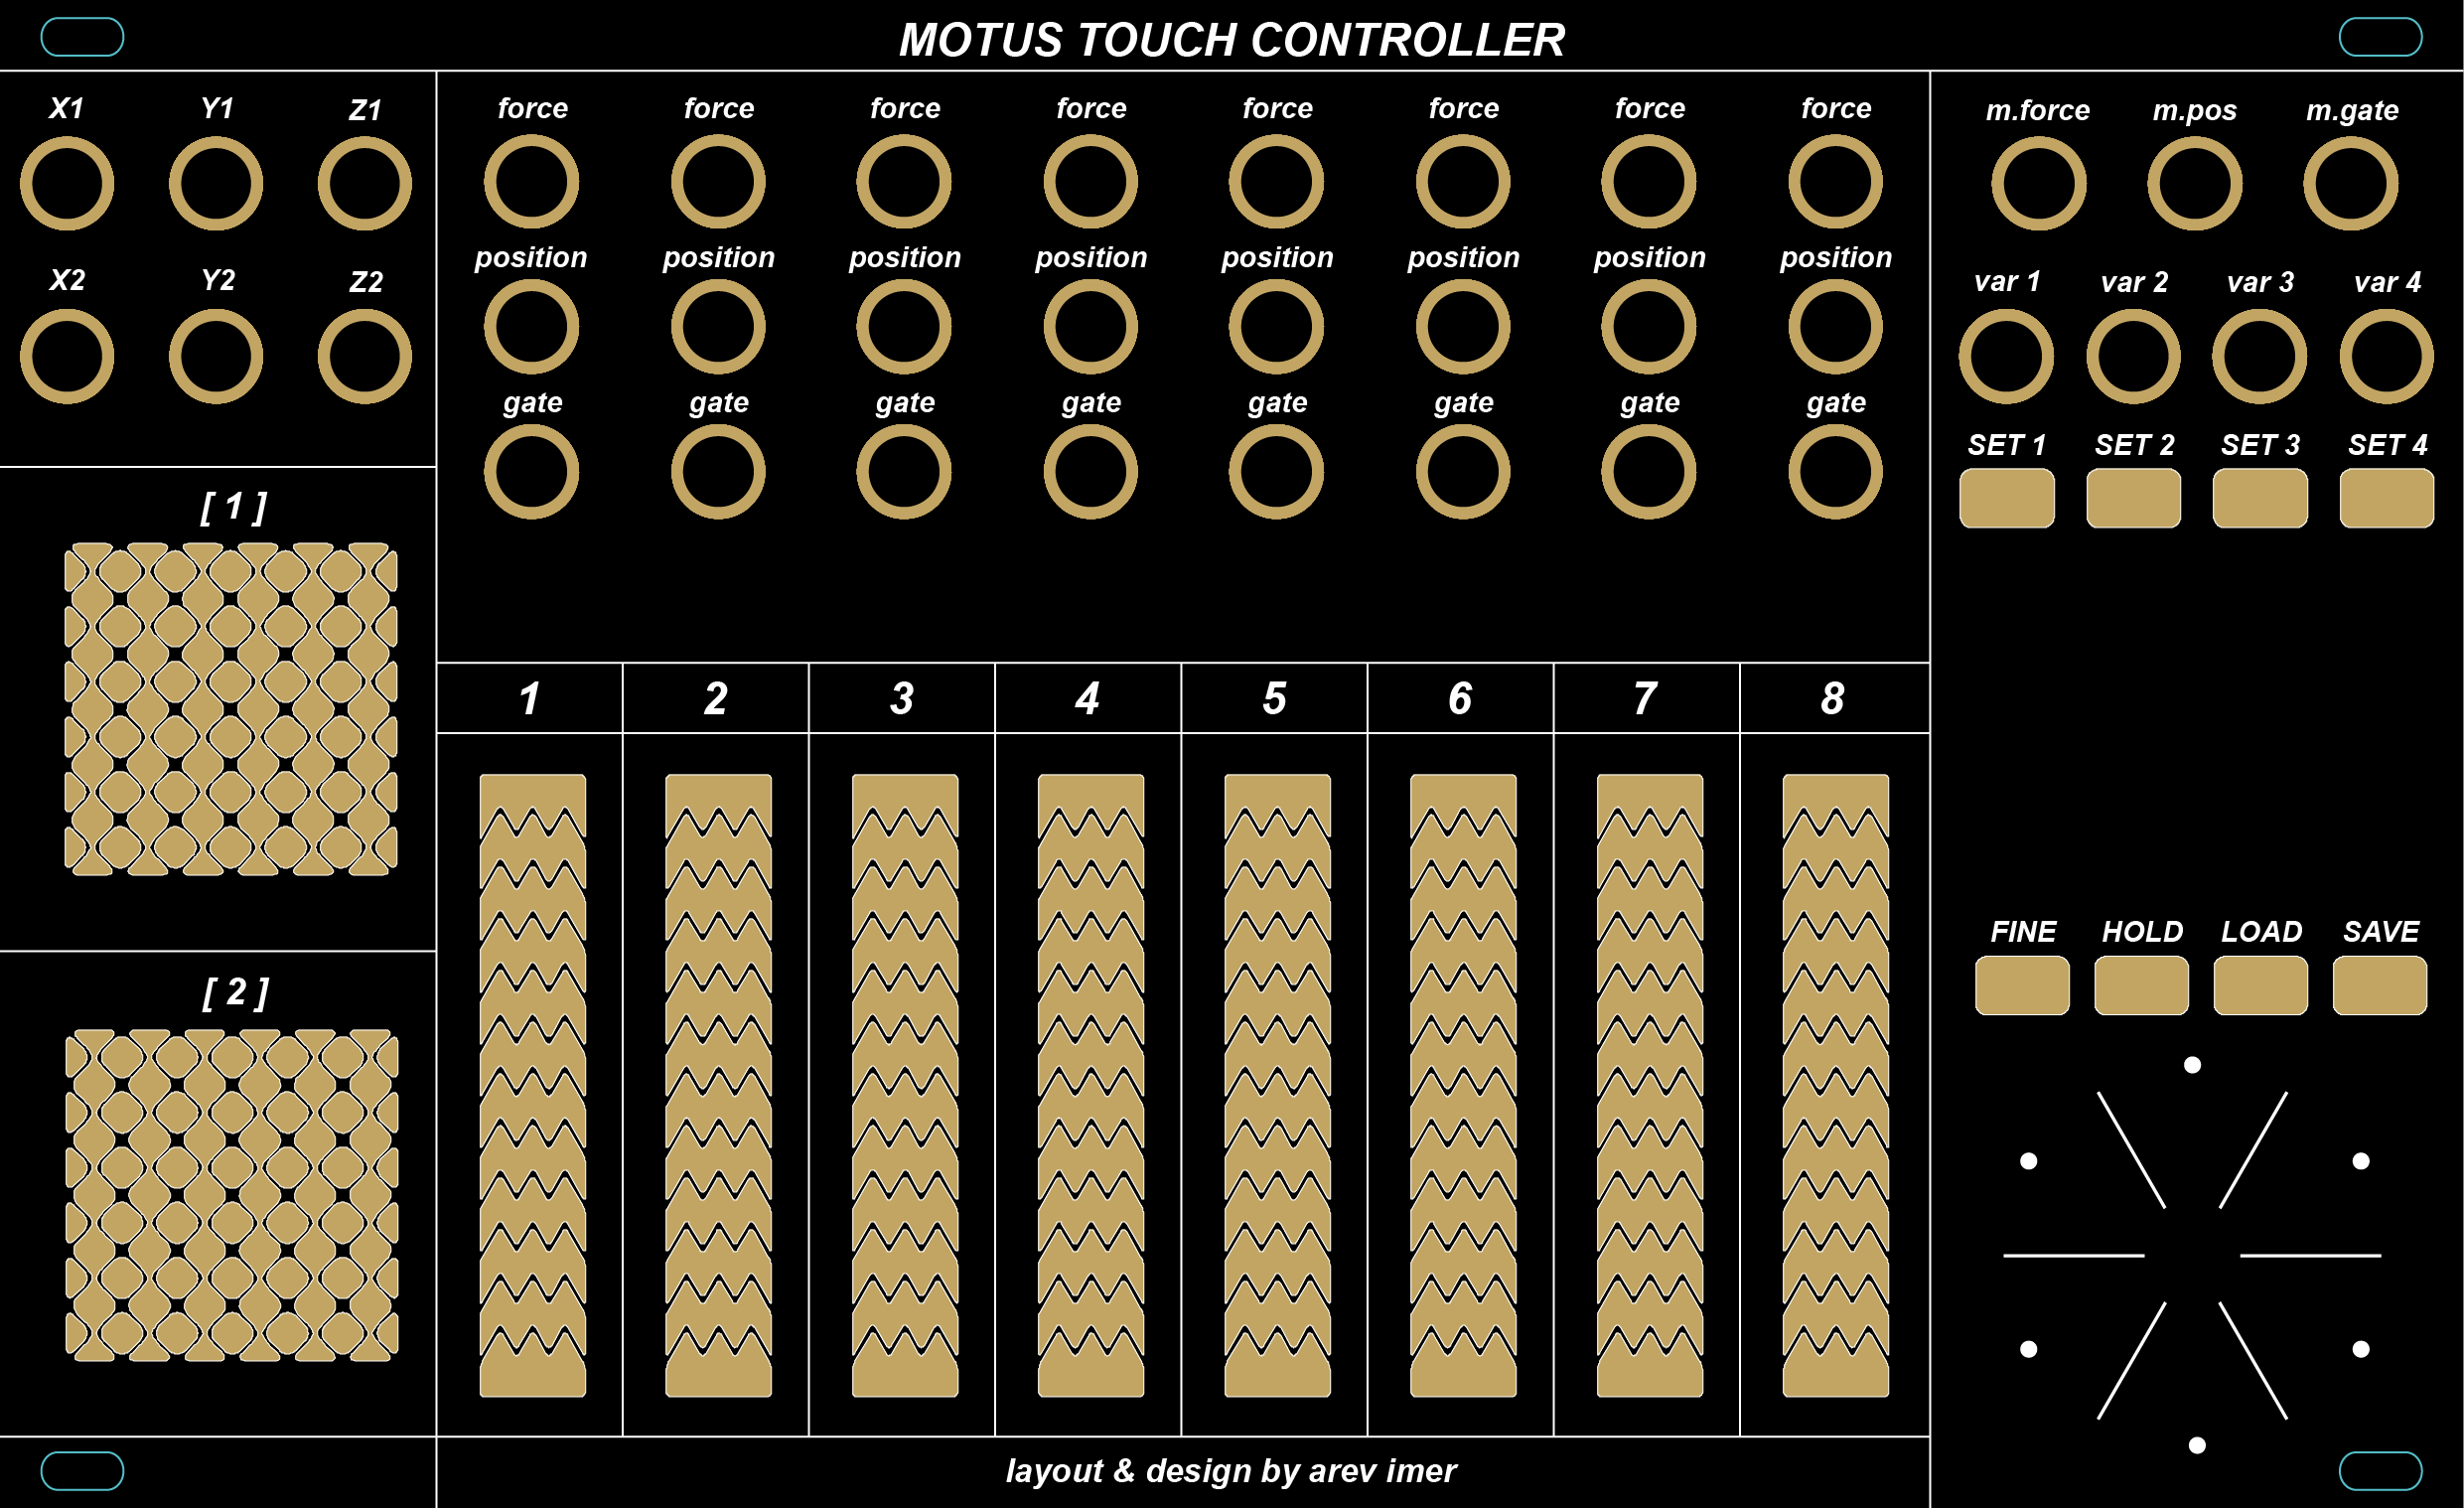 MOTUS TOUCH CONTROLLER
X1 Y1 Z1
X2 Y2 Z2
[ 1 ]
[ 2 ]
force force force force force force force force
position position position position position position position position
gate gate gate gate gate gate gate gate
1 2 3 4 5 6 7 8
m.force m.pos m.gate
var 1 var 2 var 3 var 4
SET 1 SET 2 SET 3 SET 4
FINE HOLD LOAD SAVE
layout & design by arev imer